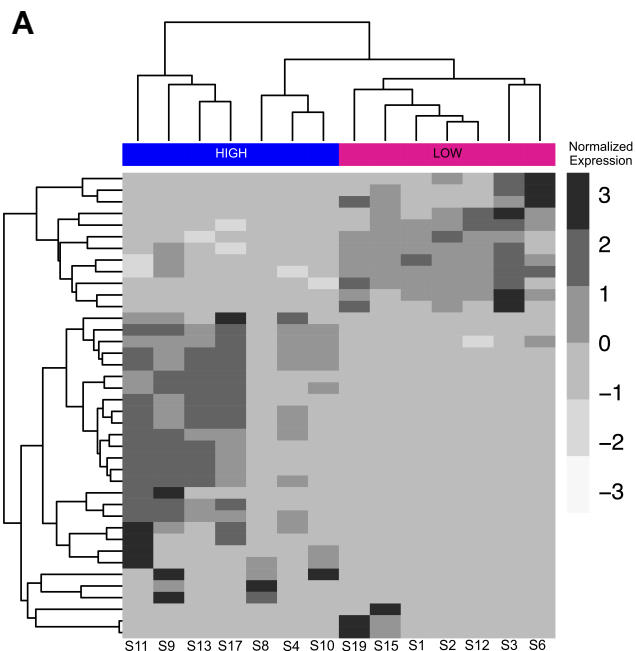 A
HIGH
LOW
Normalized
Expression
3
2
1
0
−1
−2
−3
S11 S9 S13 S17 S8 S4 S10 S19 S15 S1 S2 S12 S3 S6